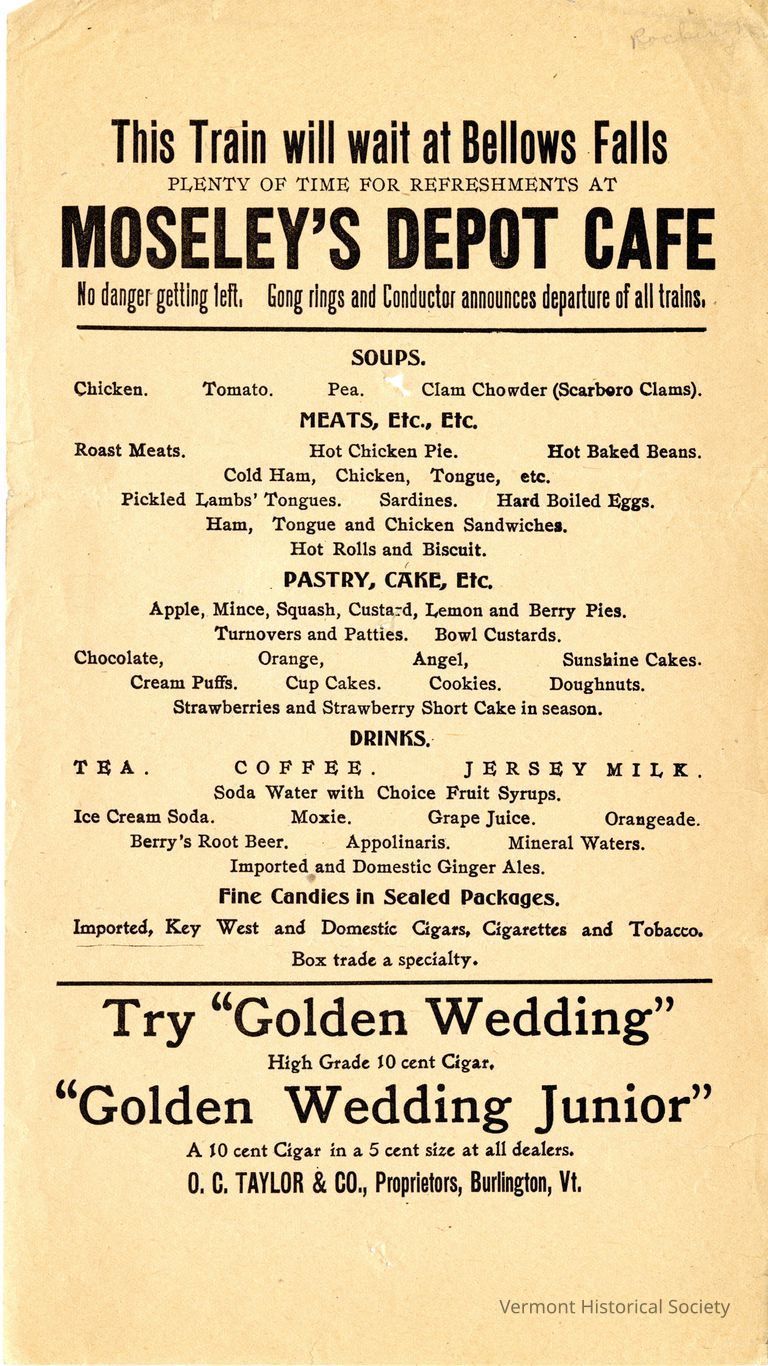 This Train will wait at Bellows Falls
PLENTY OF TIME FOR REFRESHMENTS AT
MOSELEY'S DEPOT CAFE
No danger getting left. Gong rings and Conductor announces departure of all trains.
SOUPS.
Chicken. Tomato. Pea. Clam Chowder (Scarboro Clams).
MEATS, Etc., Etc.
Roast Meats. Hot Chicken Pie. Hot Baked Beans.
Cold Ham, Chicken, Tongue, etc.
Pickled Lambs' Tongues. Sardines. Hard Boiled Eggs.
Ham, Tongue and Chicken Sandwiches.
Hot Rolls and Biscuit.
PASTRY, CAKE, Etc.
Apple, Mince, Squash, Custard, Lemon and Berry Pies.
Turnovers and Patties. Bowl Custards.
Chocolate, Orange, Angel, Sunshine Cakes.
Cream Puffs. Cup Cakes. Cookies. Doughnuts.
Strawberries and Strawberry Short Cake in season.
DRINKS.
TEA. COFFEE. JERSEY MILK.
Soda Water with Choice Fruit Syrups.
Ice Cream Soda. Moxie. Grape Juice. Orangeade.
Berry's Root Beer. Appolinaris. Mineral Waters.
Imported and Domestic Ginger Ales.
Fine Candies in Sealed Packages.
Imported, Key West and Domestic Cigars, Cigarettes and Tobacco.
Box trade a specialty.
Try "Golden Wedding"
High Grade 10 cent Cigar.
"Golden Wedding Junior"
A 10 cent Cigar in a 5 cent size at all dealers.
O. C. TAYLOR & CO., Proprietors, Burlington, Vt.
Vermont Historical Society